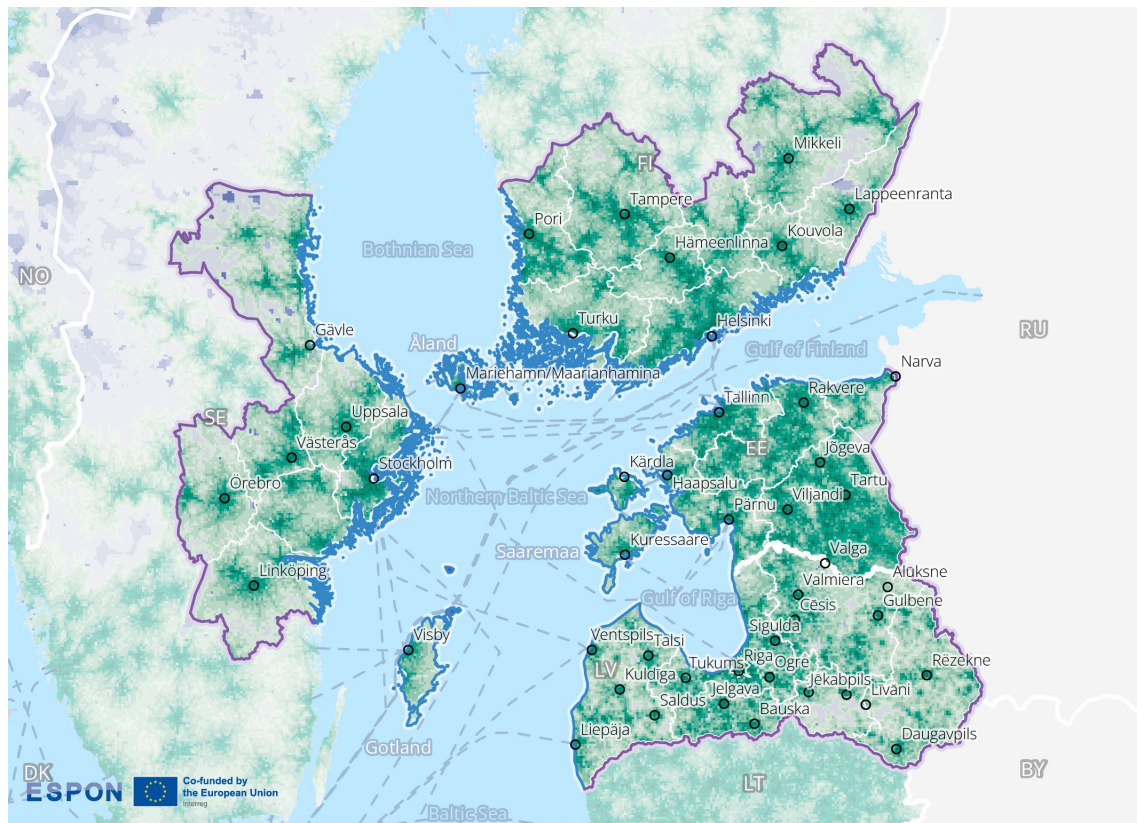 Mikkeli
FI
Lappeenranta
Tampere
Pori
Kouvola
Hämeenlinna
Bothnian Sea
NO
Turku
Helsinki
Gävle
RU
Åland
Gulf of Finland
Narva
Mariehamn/Maarianhamina
Rakvere
Tallinn
Uppsala
SE
Västerås
EE
Jõgeva
Stockholm
Kärdla
Örebro
Haapsalu
Tartu
Northern Baltic Sea
Viljandi
Pärnu
Kuressaare
Saaremaa
Valga
Linköping
Alūksne
Valmiera
Gulf of Riga
Gulbene
Cēsis
Sigulda
Visby
Ventspils
Talsi
Riga
Ogre
Rēzekne
Tukums
LV
Kuldīga
Jēkabpils
Līvāni
Jelgava
Saldus
Bauska
Liepāja
Daugavpils
Gotland
DK
BY
LT
ESPON
Co-funded by
the European Union
Interreg
Baltic Sea